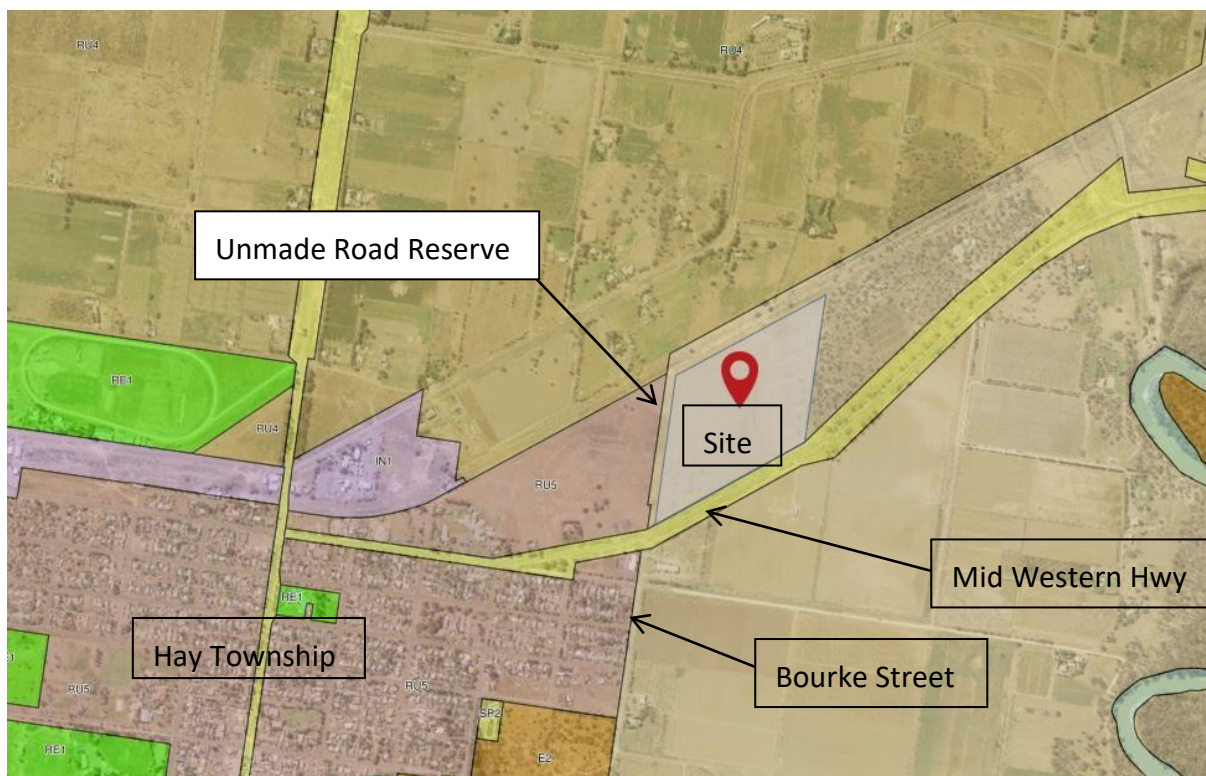 RU4
RU4
Unmade Road Reserve
RE1
RU4
IN1
Site
RU5
Mid Western Hwy
RE1
Hay Township
Bourke Street
RU5
RU5
SP2
RE1
E2